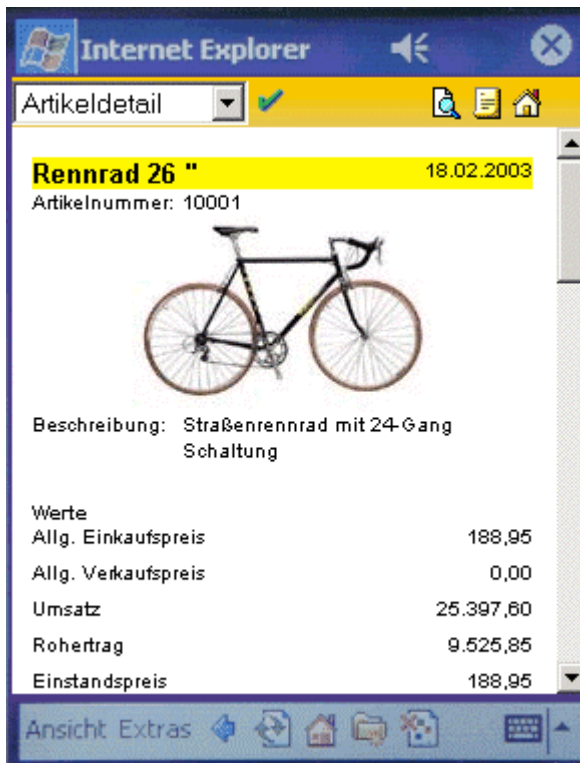 Internet Explorer
Artikeldetail
Rennrad 26 " 18.02.2003
Artikelnummer: 10001
Beschreibung: Straßenrennrad mit 24-Gang
Schaltung
Werte
Allg. Einkaufspreis 188,95
Allg. Verkaufspreis 0,00
Umsatz 25.397,60
Rohertrag 9.525,85
Einstandspreis 188,95
Ansicht Extras